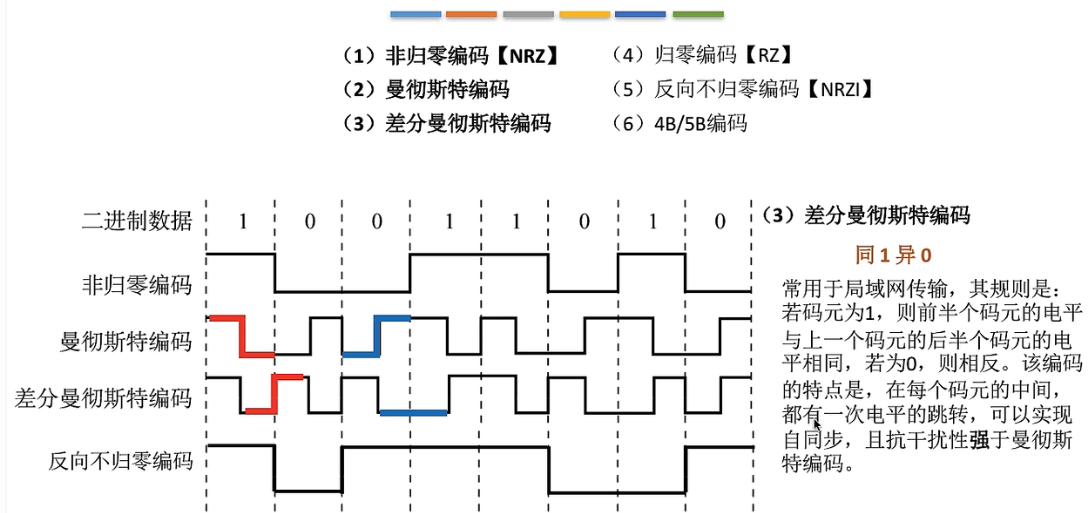 （1）非归零编码【NRZ】 （4）归零编码【RZ】
（2）曼彻斯特编码 （5）反向不归零编码【NRZI】
（3）差分曼彻斯特编码 （6）4B/5B编码
二进制数据 1 0 0 1 1 0 1 0
非归零编码
曼彻斯特编码
差分曼彻斯特编码
反向不归零编码
（3）差分曼彻斯特编码
同1异0
常用于局域网传输，其规则是：
若码元为1，则前半个码元的电平
与上一个码元的后半个码元的电
平相同，若为0，则相反。该编码
的特点是，在每个码元的中间，
都有一次电平的跳转，可以实现
自同步，且抗干扰性强于曼彻斯
特编码。